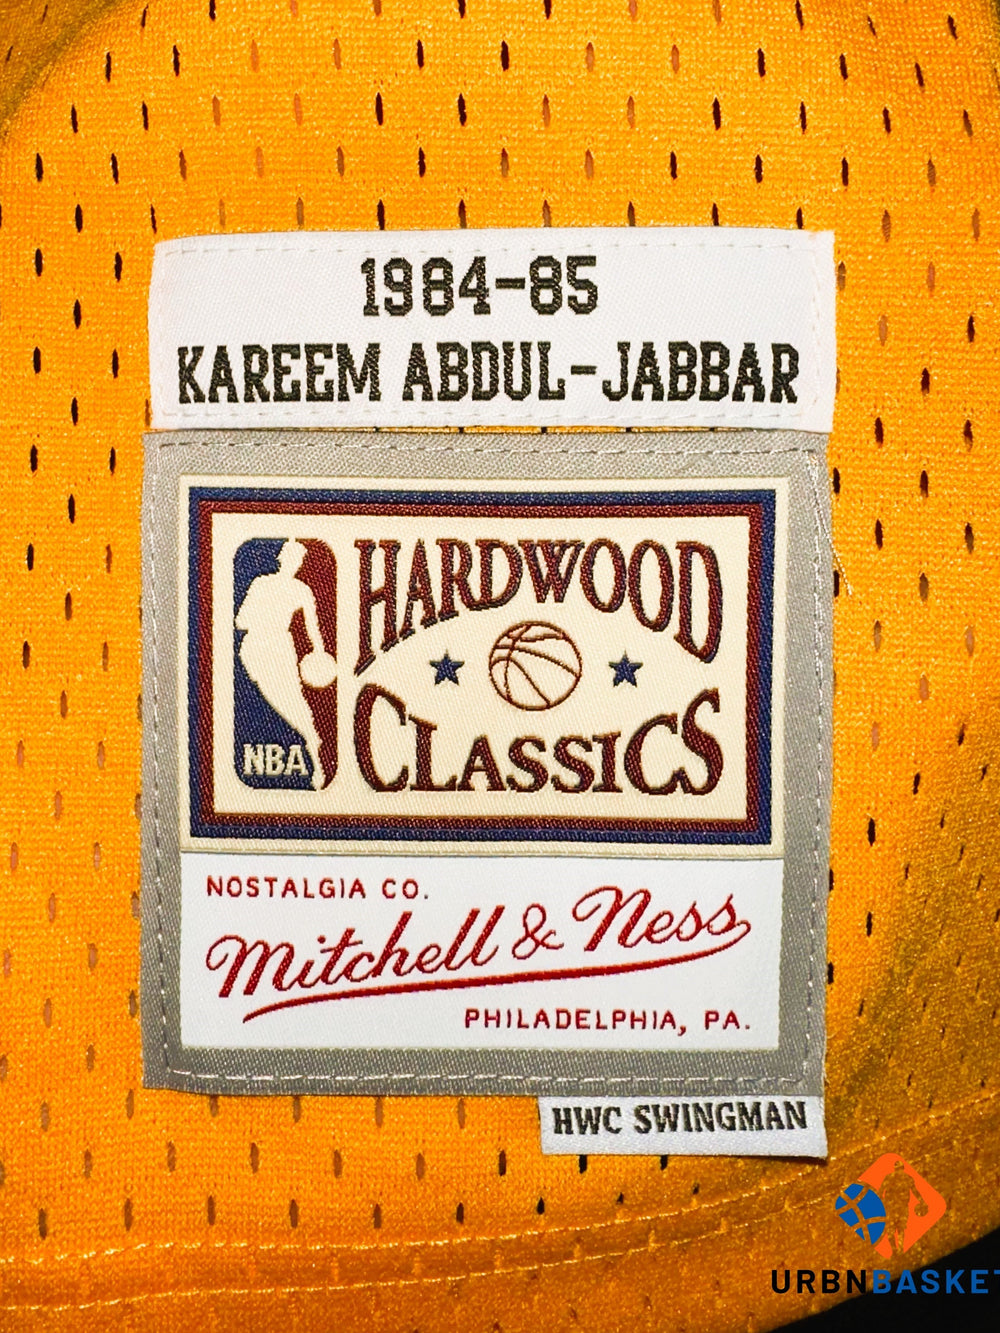 1984-85
KAREEM ABDUL-JABBAR
HARDWOOD
CLASSICS
NBA
NOSTALGIA CO.
Mitchell & Ness
PHILADELPHIA, PA.
HWC SWINGMAN
URBNBASKET